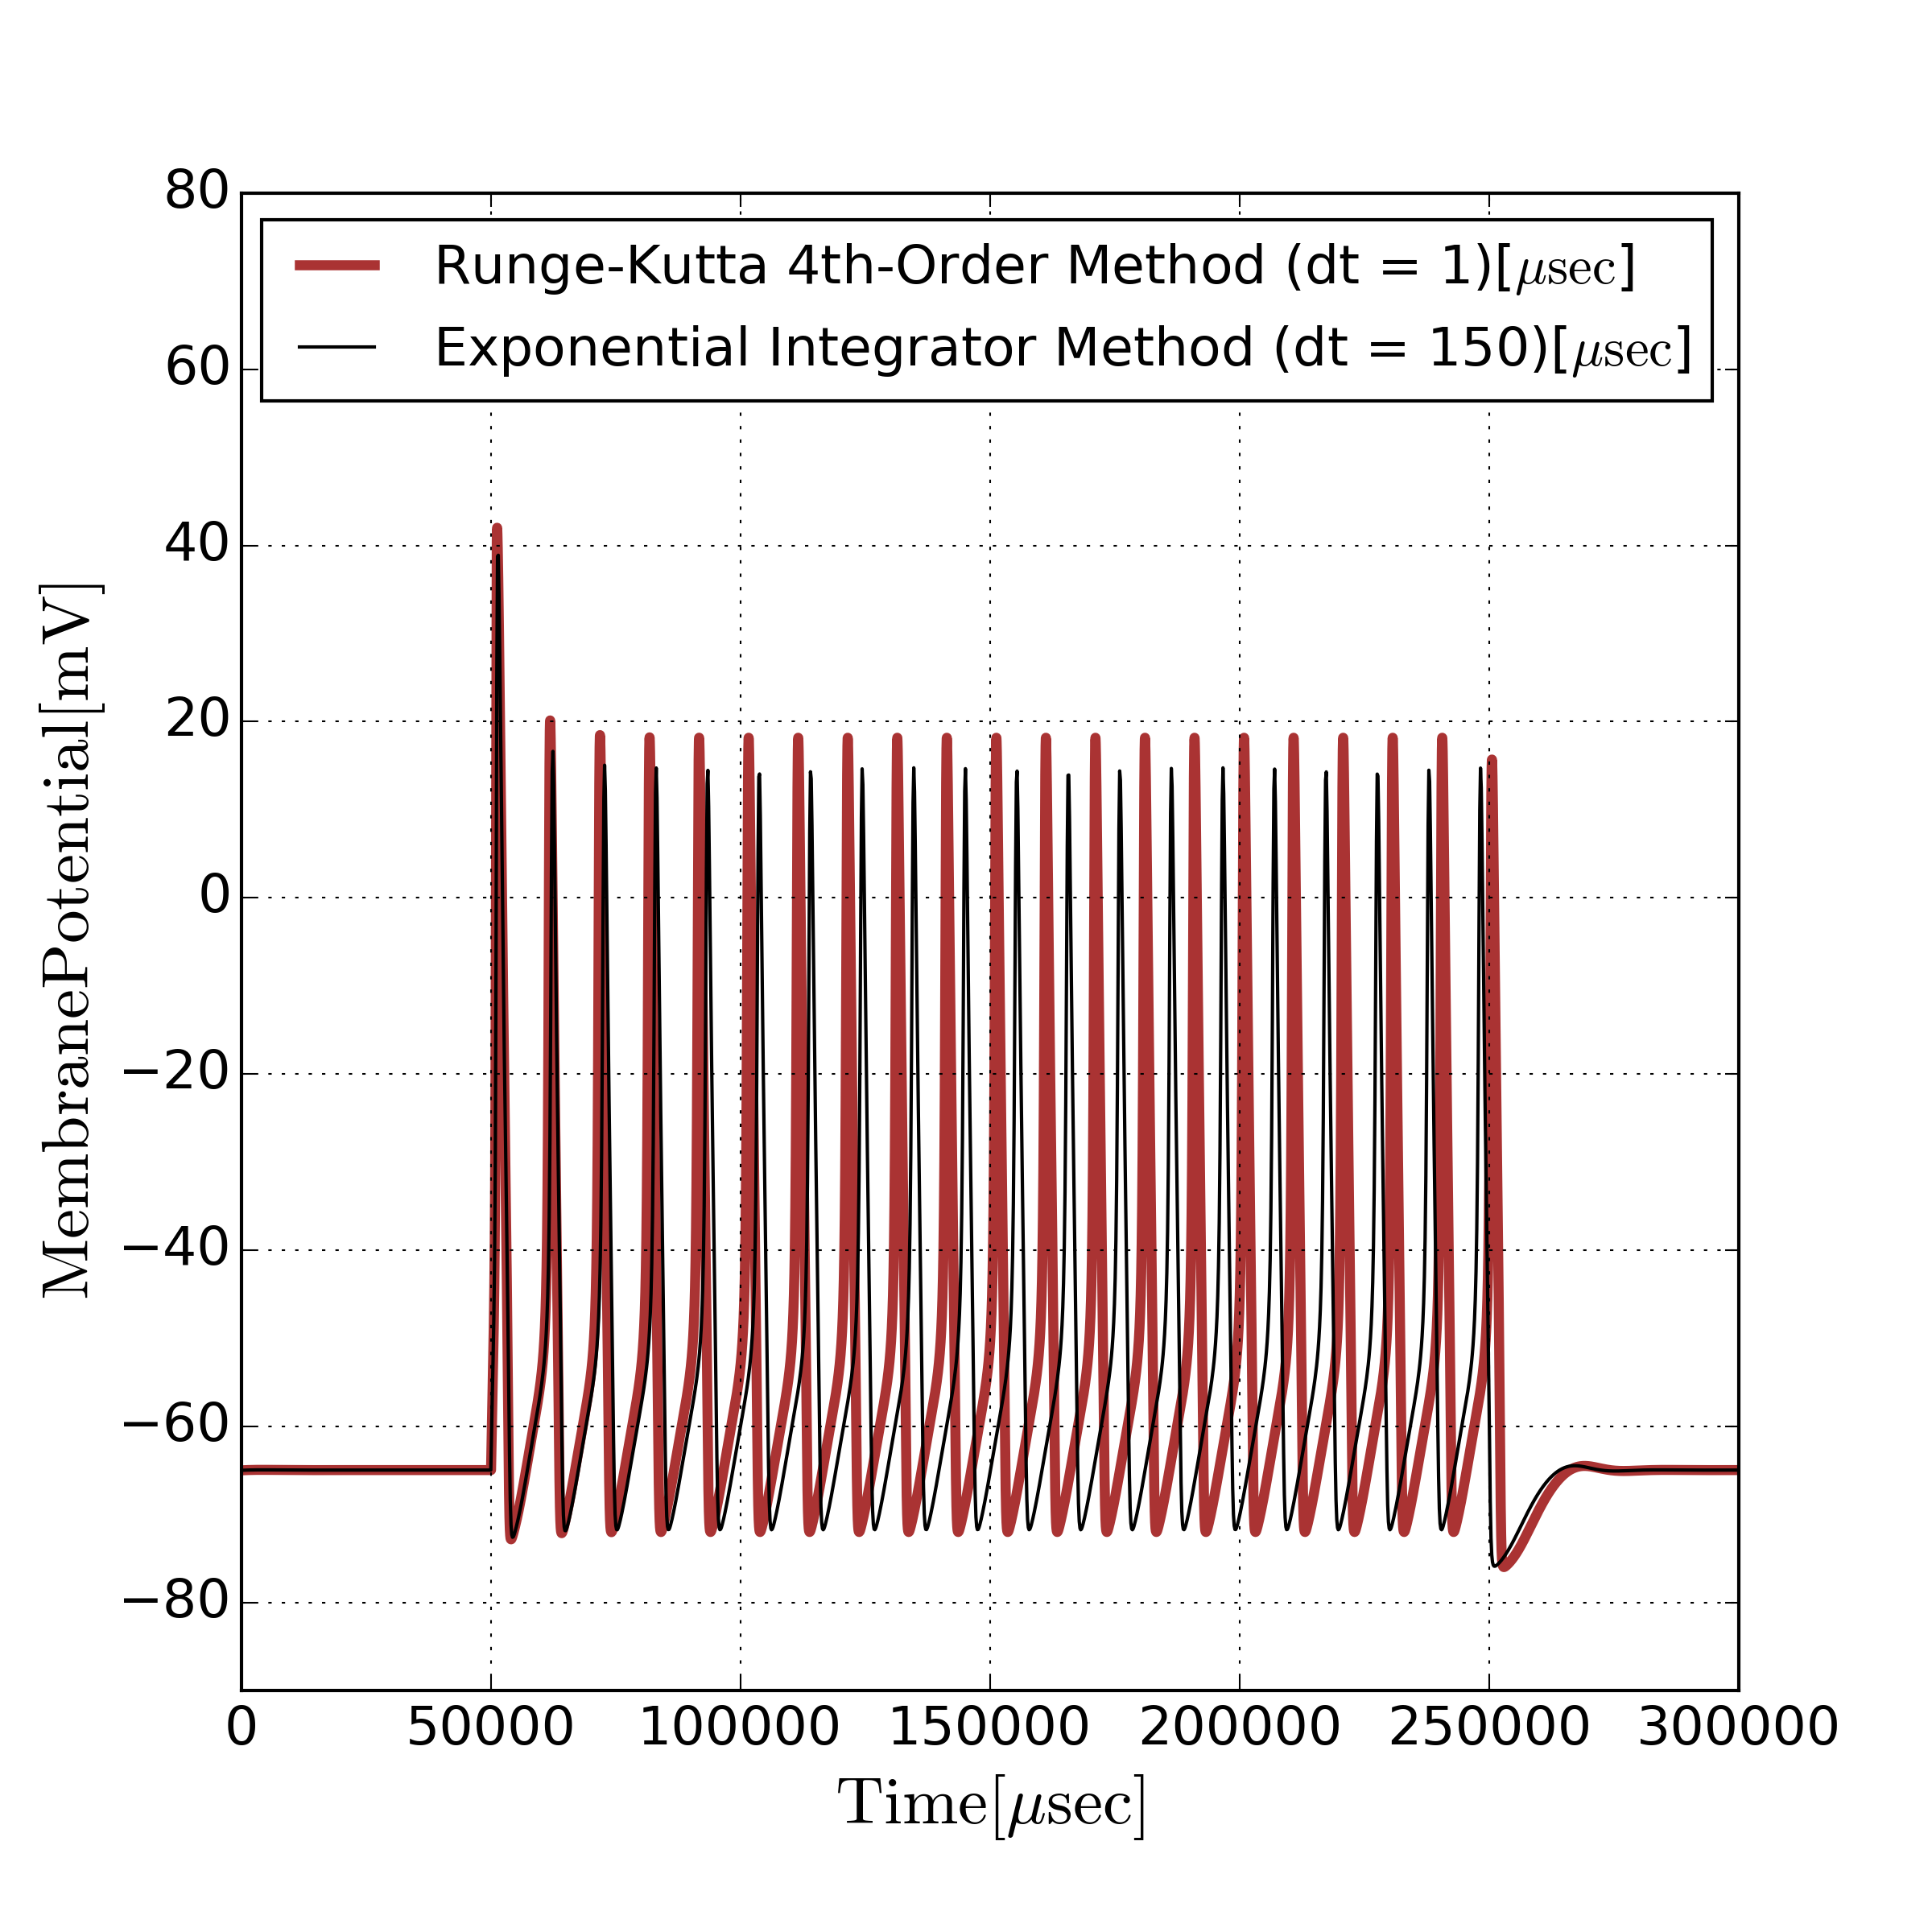 80
Runge-Kutta 4th-Order Method (dt = 1)[μsec]
Exponential Integrator Method (dt = 150)[μsec]
60
40
20
0
−20
−40
−60
−80
MembranePotential[mV]
0 50000 100000 150000 200000 250000 300000
Time[μsec]